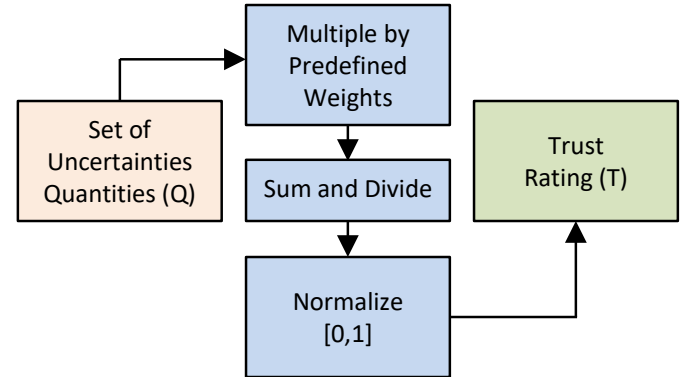 Multiple by
Predefined
Weights
Set of
Uncertainties
Quantities (Q)
Sum and Divide
Trust
Rating (T)
Normalize
[0,1]